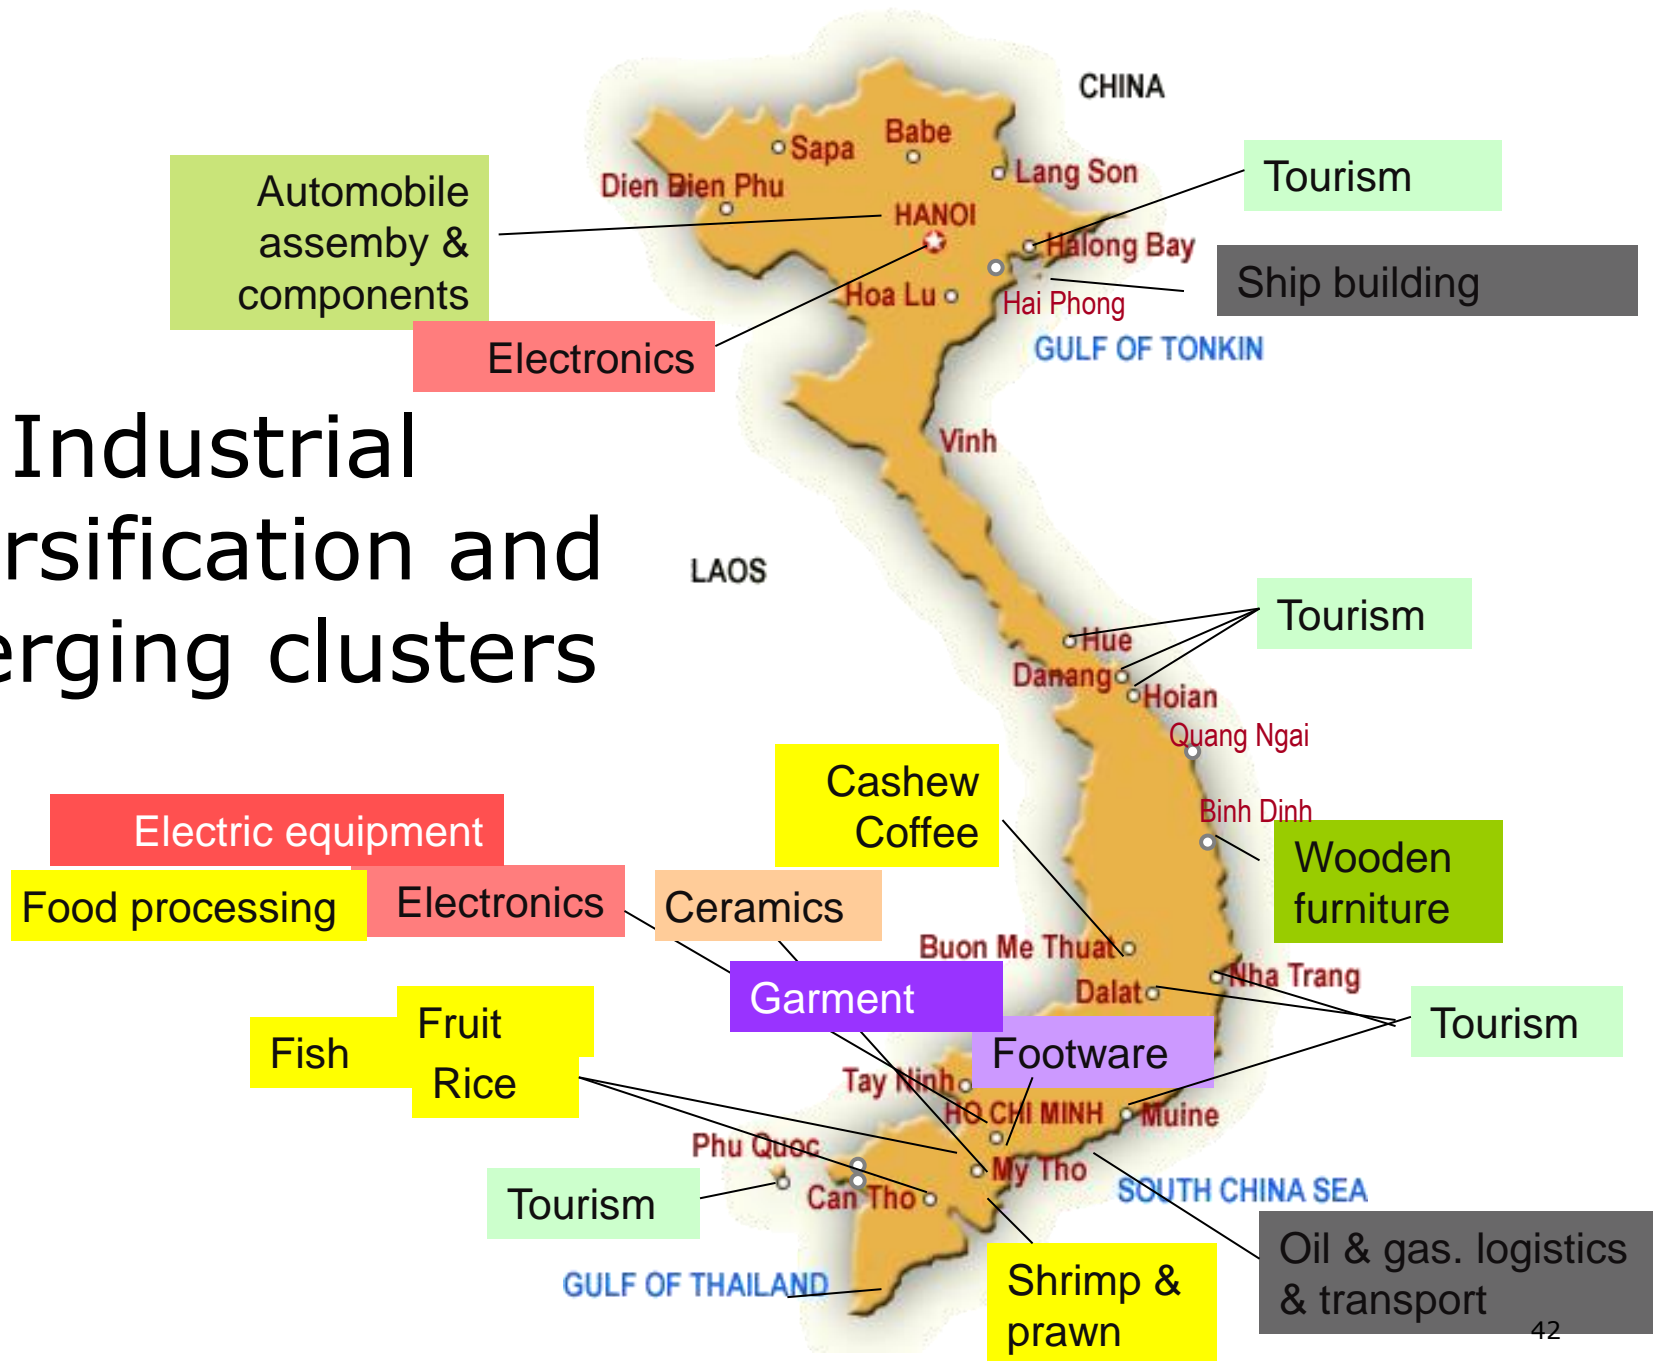 CHINA
Babe
Sapa
Lang Son
Tourism
Automobile
assemby &
components
Dien Bien Phu
HANOI
Halong Bay
Ship building
Hoa Lu
Hai Phong
Electronics
GULF OF TONKIN
Industrial
rsification and
erging clusters
Vinh
LAOS
Tourism
Hue
Danang
Hoian
Quang Ngai
Cashew
Coffee
Binh Dinh
Electric equipment
Wooden
furniture
Food processing
Electronics
Ceramics
Buon Me Thuat
Nha Trang
Dalat
Garment
Tourism
Fruit
Fish
Rice
Footware
Tay Ninh
HO CHI MINH
Muine
Phu Quoc
My Tho
Can Tho
SOUTH CHINA SEA
Tourism
Oil & gas. logistics
& transport
GULF OF THAILAND
Shrimp &
prawn
42